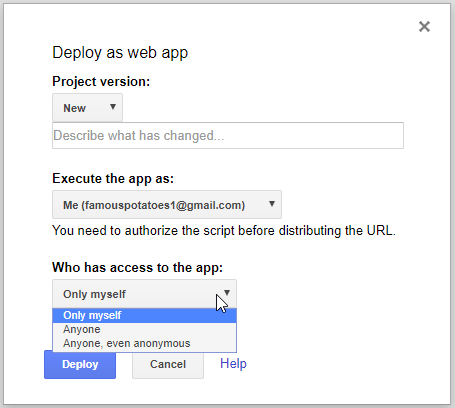 Deploy as web app
Project version:
New
Describe what has changed...
Execute the app as:
Me (famouspotatoes1@gmail.com)
You need to authorize the script before distributing the URL.
Who has access to the app:
Only myself
Only myself
Anyone
Anyone, even anonymous
Deploy Cancel Help